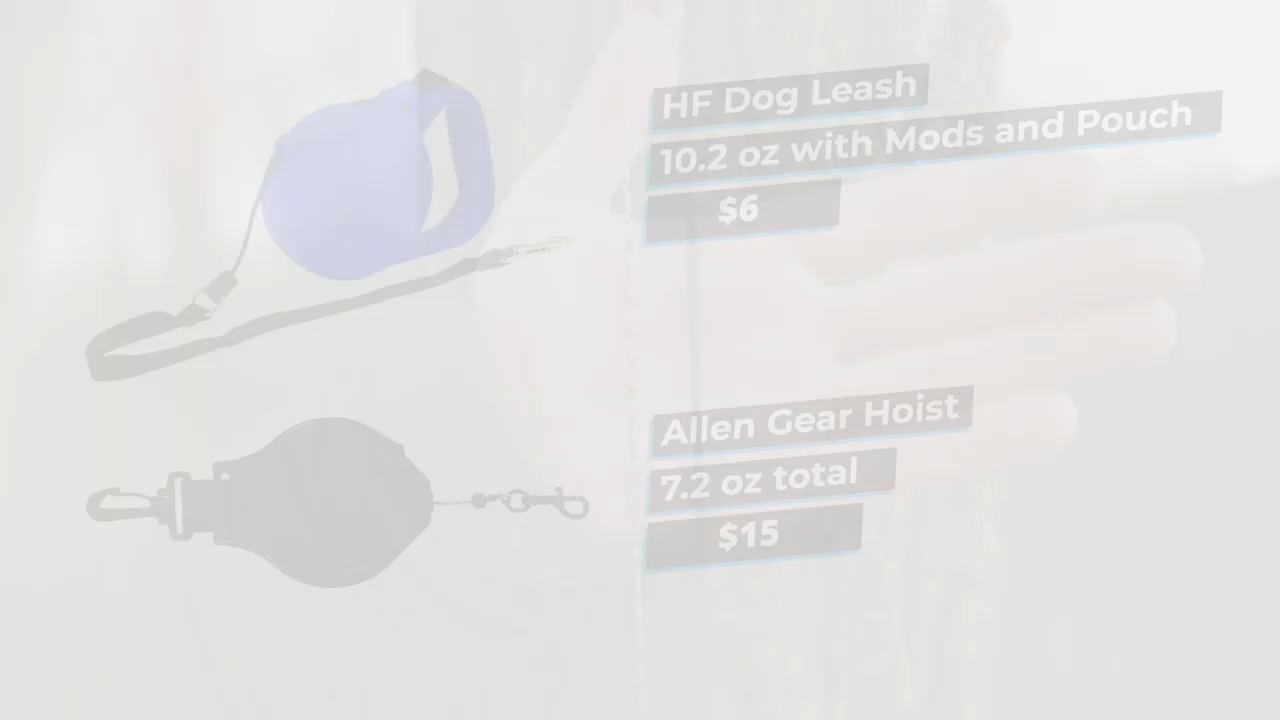 HF Dog Leash
10.2 oz with Mods and Pouch
$6
Allen Gear Hoist
7.2 oz total
$15